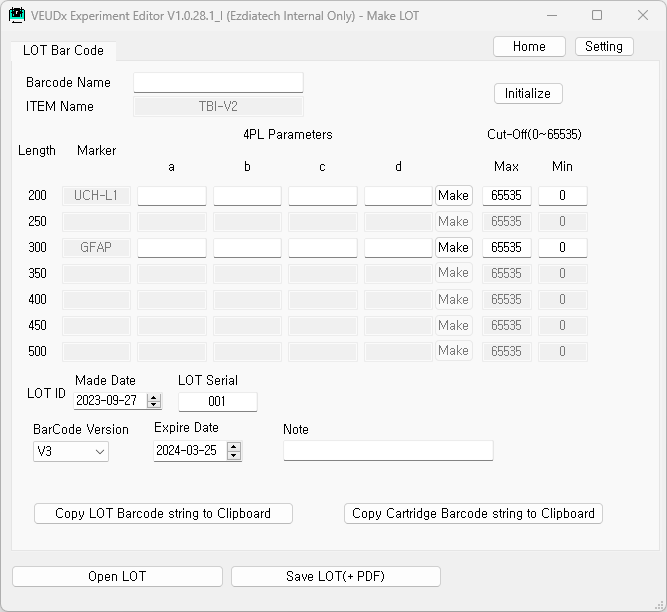 VEUDx Experiment Editor V1.0.28.1_I (Ezdiatech Internal Only) - Make LOT
LOT Bar Code
Home
Setting
Barcode Name
ITEM Name TBI-V2
Initialize
4PL Parameters Cut-Off(0~65535)
Length Marker a b c d Max Min
200 UCH-L1 Make 65535 0
250 Make 65535 0
300 GFAP Make 65535 0
350 Make 65535 0
400 Make 65535 0
450 Make 65535 0
500 Make 65535 0
Made Date LOT Serial
LOT ID 2023-09-27 001
BarCode Version Expire Date Note
V3 2024-03-25
Copy LOT Barcode string to Clipboard
Copy Cartridge Barcode string to Clipboard
Open LOT
Save LOT(+ PDF)